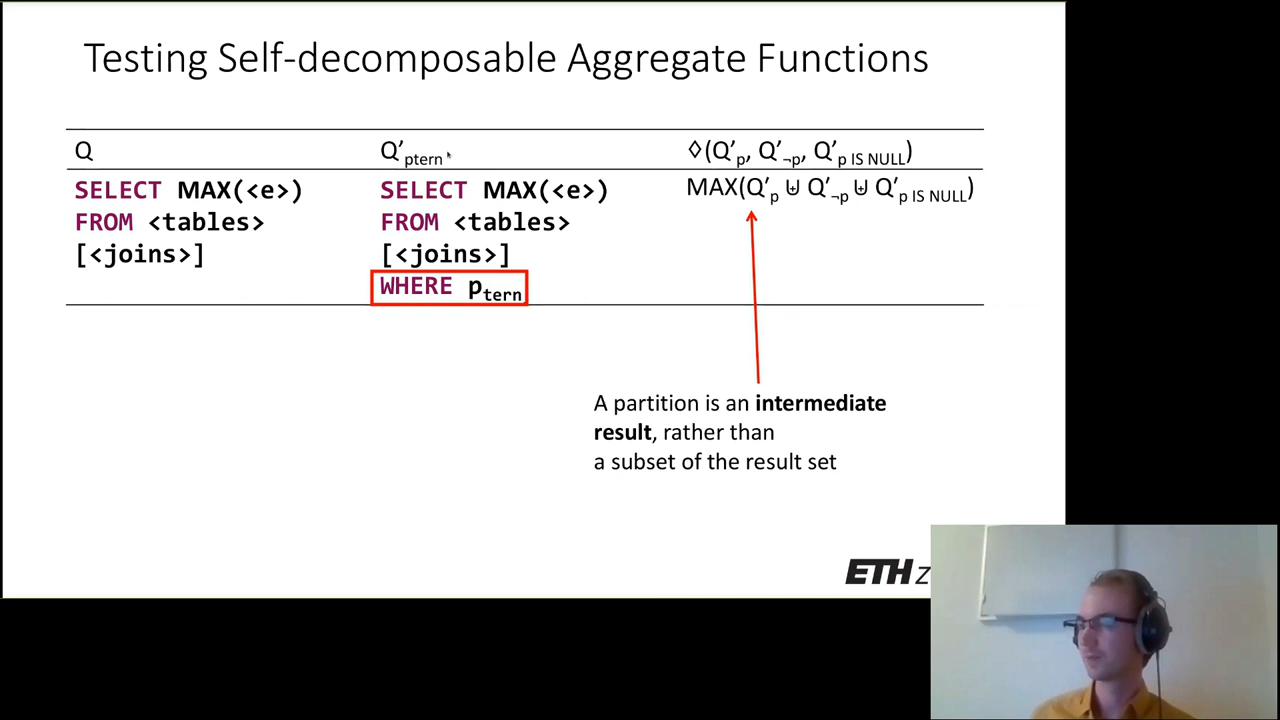 Testing Self-decomposable Aggregate Functions
Q Q’ptern ◊(Q’p, Q’¬p, Q’p IS NULL)
SELECT MAX(<e>) SELECT MAX(<e>) MAX(Q’p ⊎ Q’¬p ⊎ Q’p IS NULL)
FROM <tables> FROM <tables>
[<joins>] [<joins>]
WHERE ptern
A partition is an intermediate
result, rather than
a subset of the result set
ETH